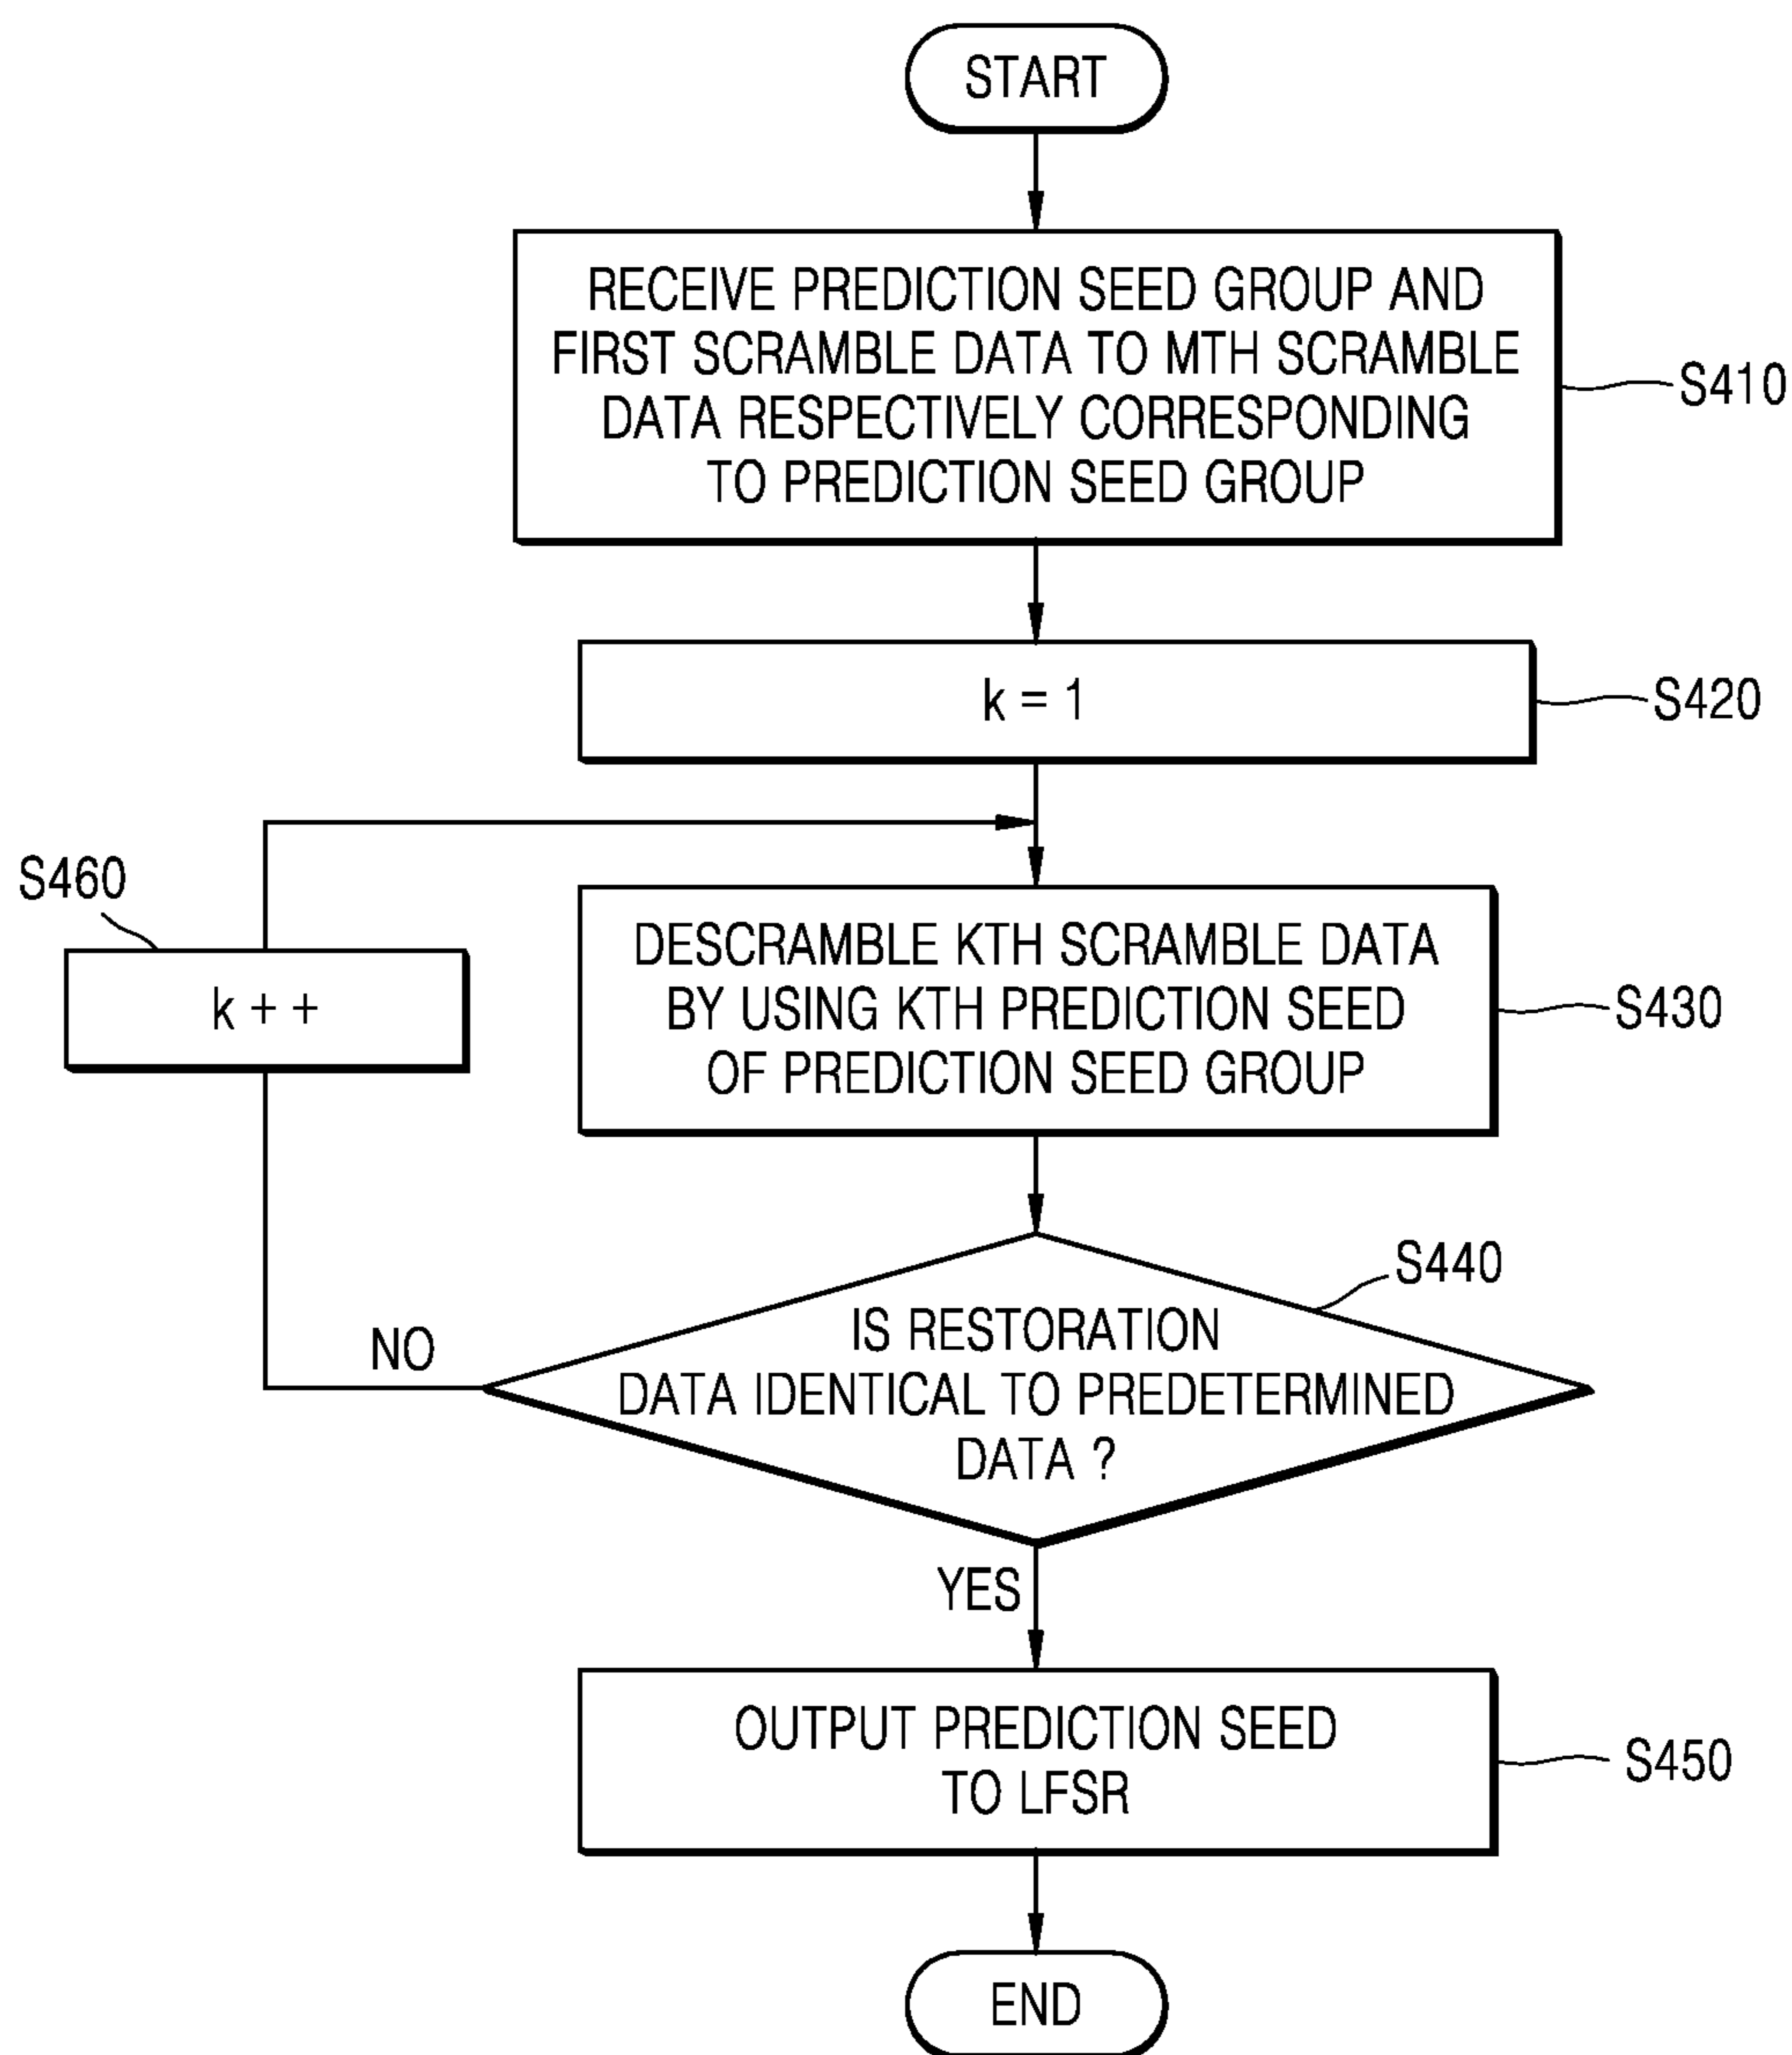 START
RECEIVE PREDICTION SEED GROUP AND
FIRST SCRAMBLE DATA TO MTH SCRAMBLE
DATA RESPECTIVELY CORRESPONDING
TO PREDICTION SEED GROUP
S410
k = 1
S420
S460
k + +
DESCRAMBLE KTH SCRAMBLE DATA
BY USING KTH PREDICTION SEED
OF PREDICTION SEED GROUP
S430
S440
IS RESTORATION
DATA IDENTICAL TO PREDETERMINED
DATA ?
NO
YES
OUTPUT PREDICTION SEED
TO LFSR
S450
END